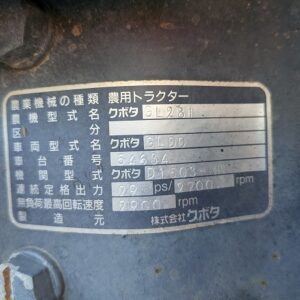 農業機械の種類 農用トラクター
農機型式名 クボタ GL281
区分
車両型式名 クボタ
車台番号
機関型式 クボタ D1503-
連続定格出力 28 ps/2700 rpm
無負荷最高回転速度 2900 rpm
製造元 株式会社クボタ